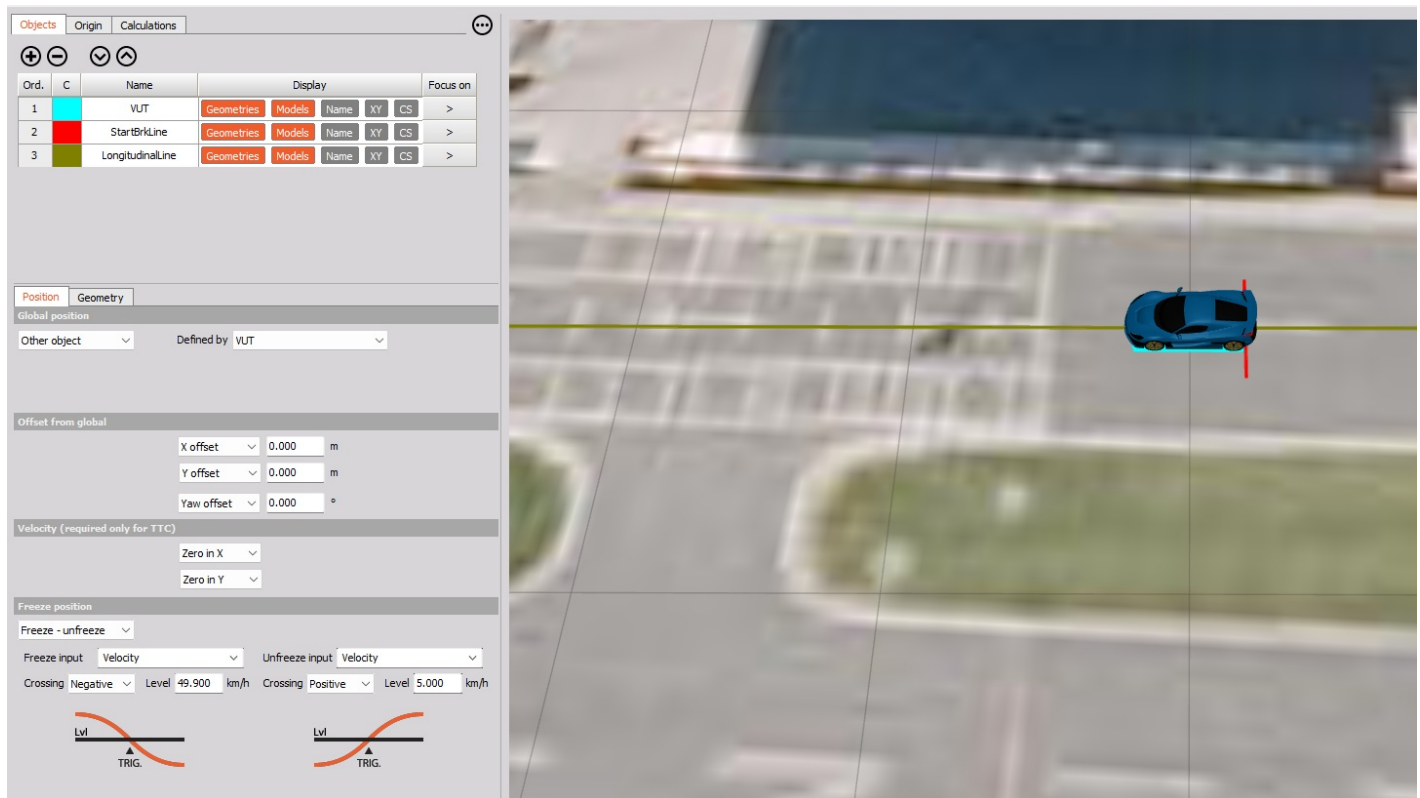 Objects Origin Calculations
Ord. C Name Display Focus on
1 VUT Geometries Models Name XY CS >
2 StartBrkLine Geometries Models Name XY CS >
3 LongitudinalLine Geometries Models Name XY CS >
Position Geometry
Global position
Other object Defined by VUT
Offset from global
X offset 0.000 m
Y offset 0.000 m
Yaw offset 0.000 °
Velocity (required only for TTC)
Zero in X
Zero in Y
Freeze position
Freeze - unfreeze
Freeze input Velocity Unfreeze input Velocity
Crossing Negative Level 49.900 km/h Crossing Positive Level 5.000 km/h
Lvl Lvl
TRIG. TRIG.